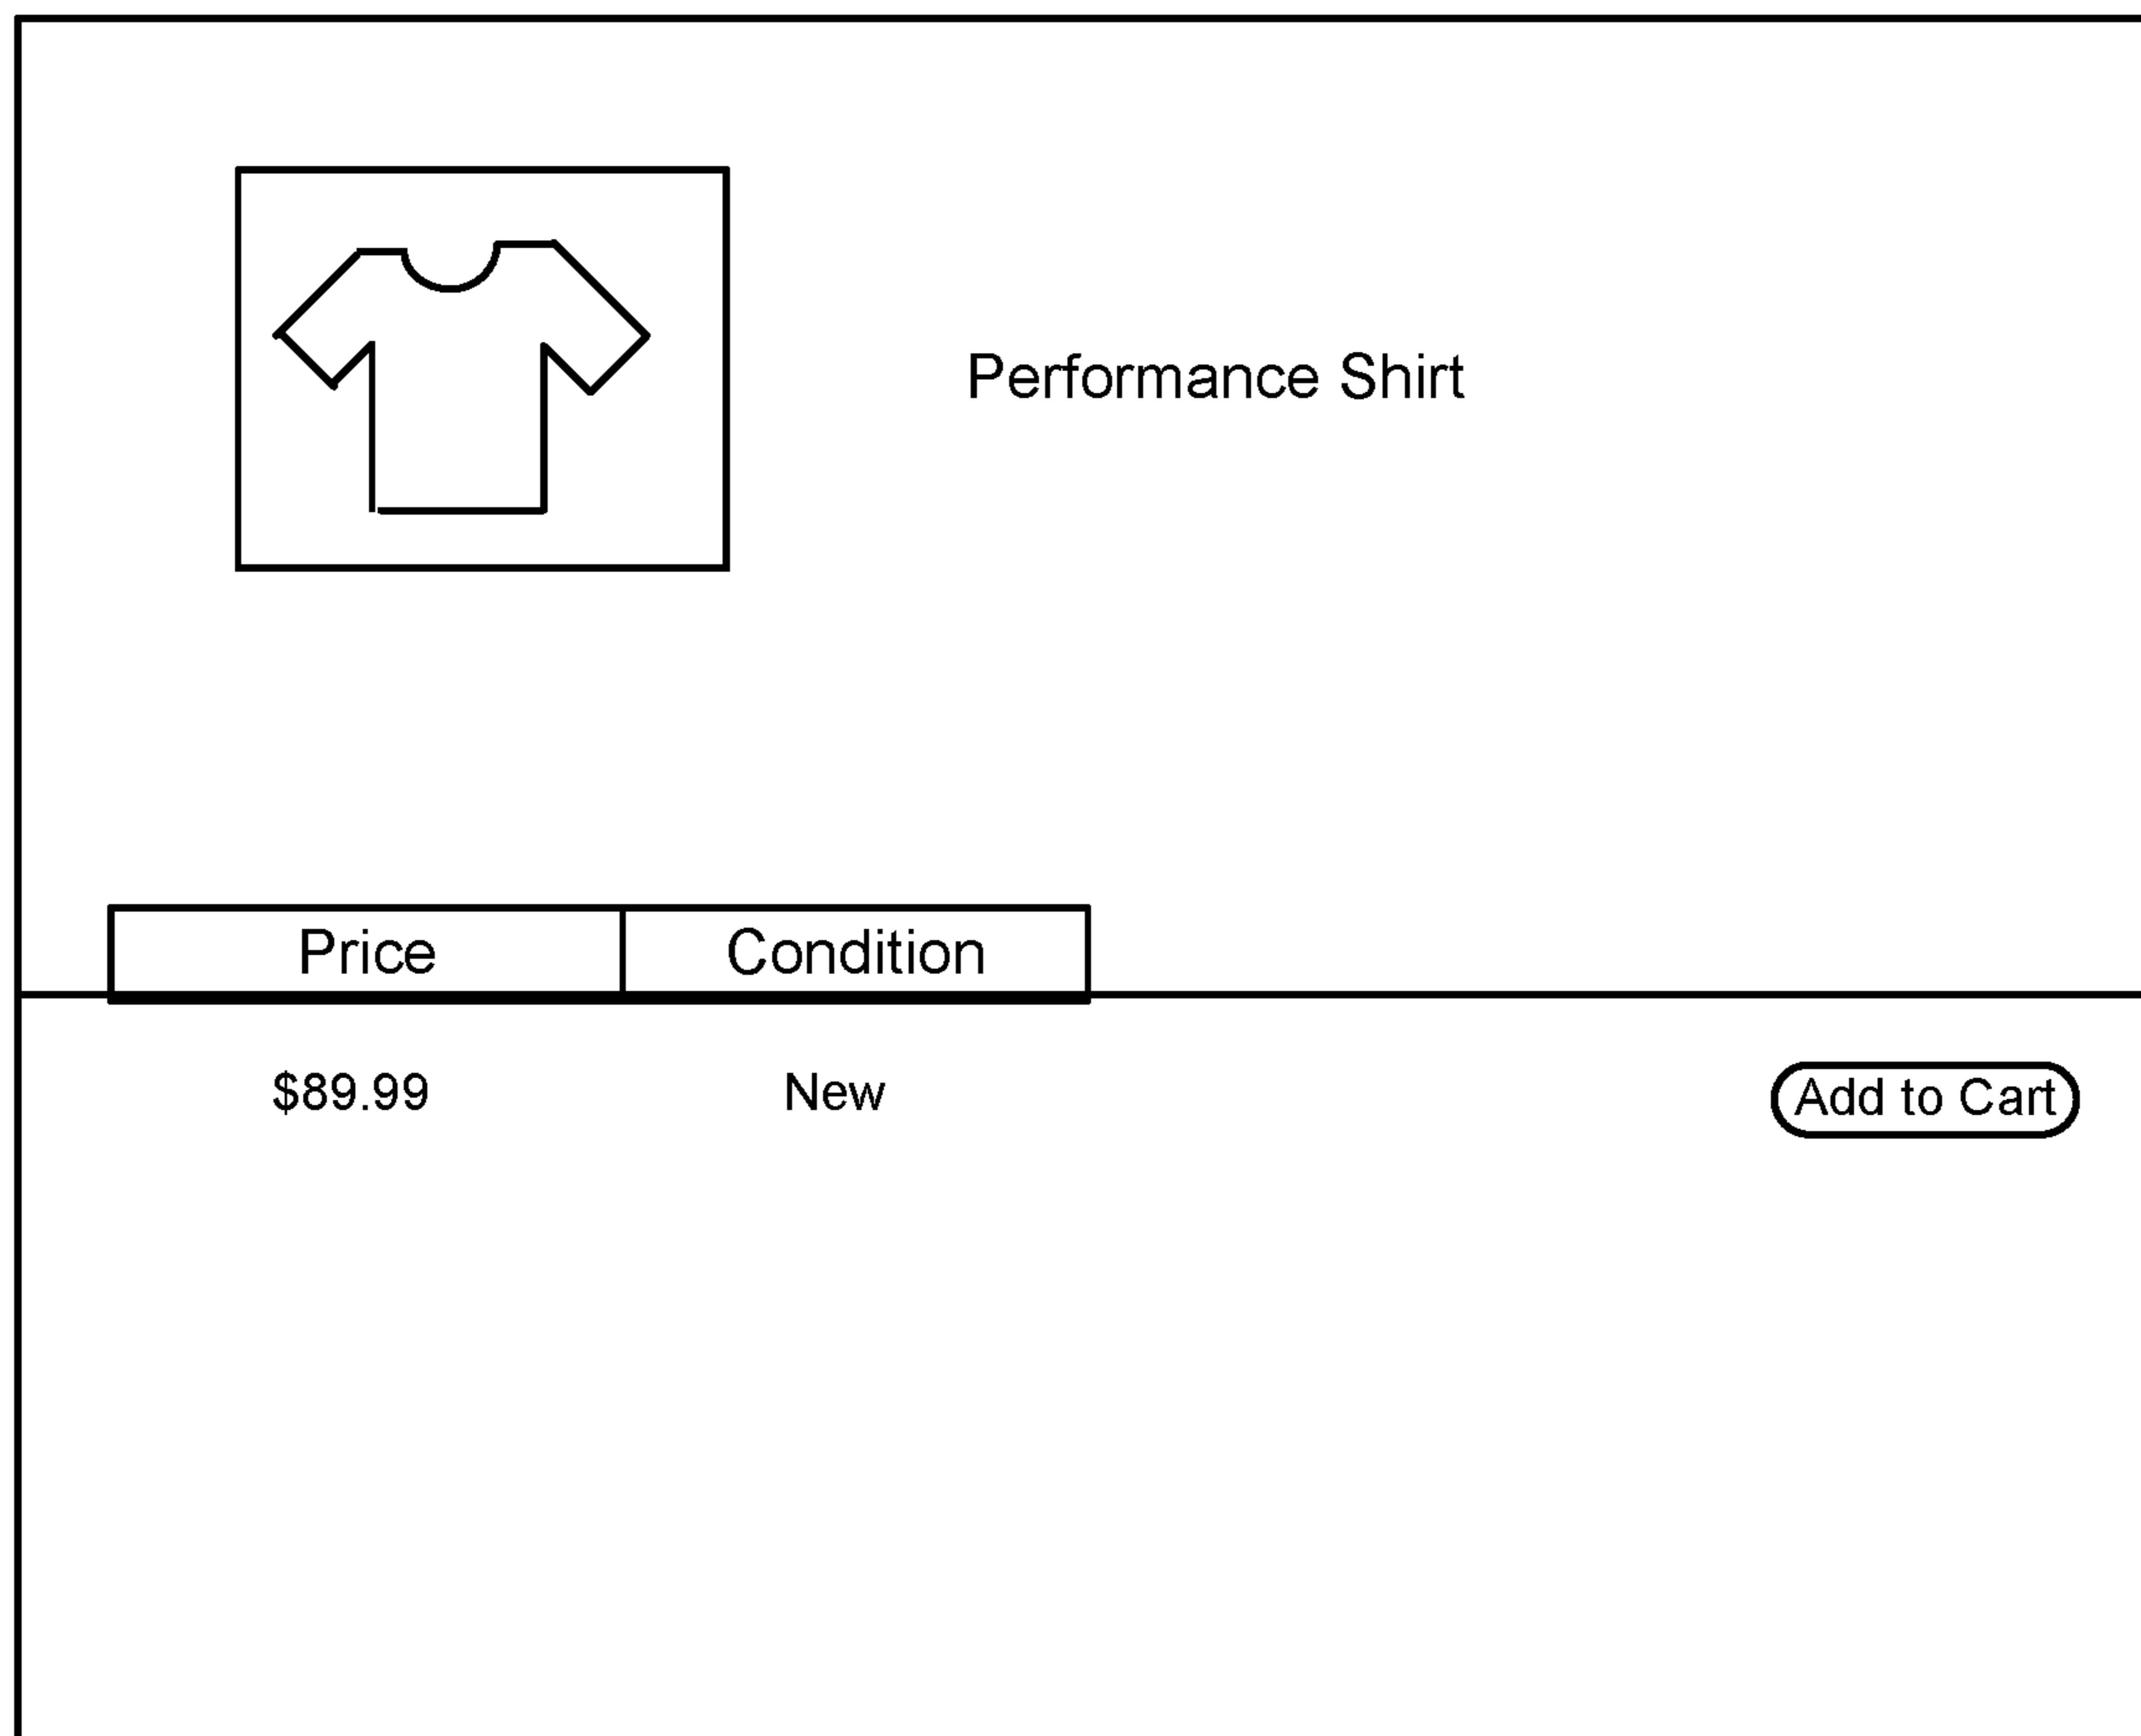 Performance Shirt
Price Condition
$89.99 New Add to Cart